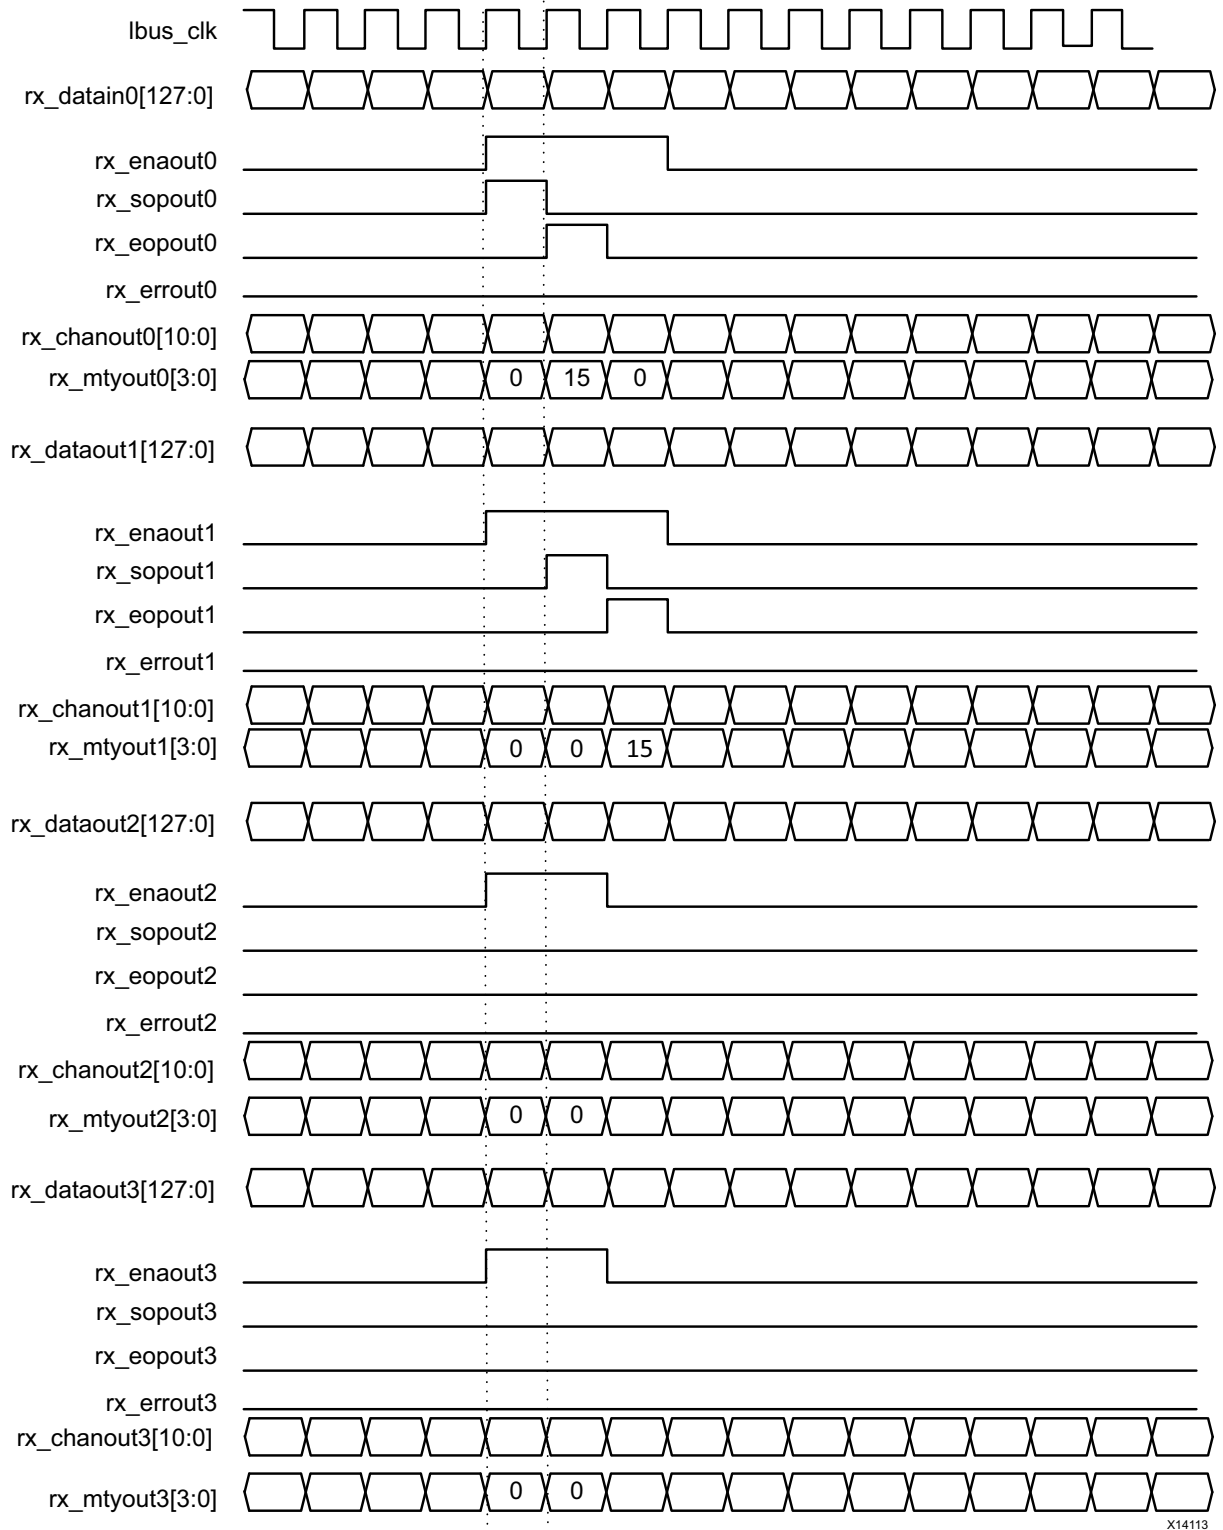 lbus_clk
rx_datain0[127:0]
rx_enaout0
rx_sopout0
rx_eopout0
rx_errout0
rx_chanout0[10:0]
rx_mtyout0[3:0] 0 15 0
rx_dataout1[127:0]
rx_enaout1
rx_sopout1
rx_eopout1
rx_errout1
rx_chanout1[10:0]
rx_mtyout1[3:0] 0 0 15
rx_dataout2[127:0]
rx_enaout2
rx_sopout2
rx_eopout2
rx_errout2
rx_chanout2[10:0]
rx_mtyout2[3:0] 0 0
rx_dataout3[127:0]
rx_enaout3
rx_sopout3
rx_eopout3
rx_errout3
rx_chanout3[10:0]
rx_mtyout3[3:0] 0 0
X14113